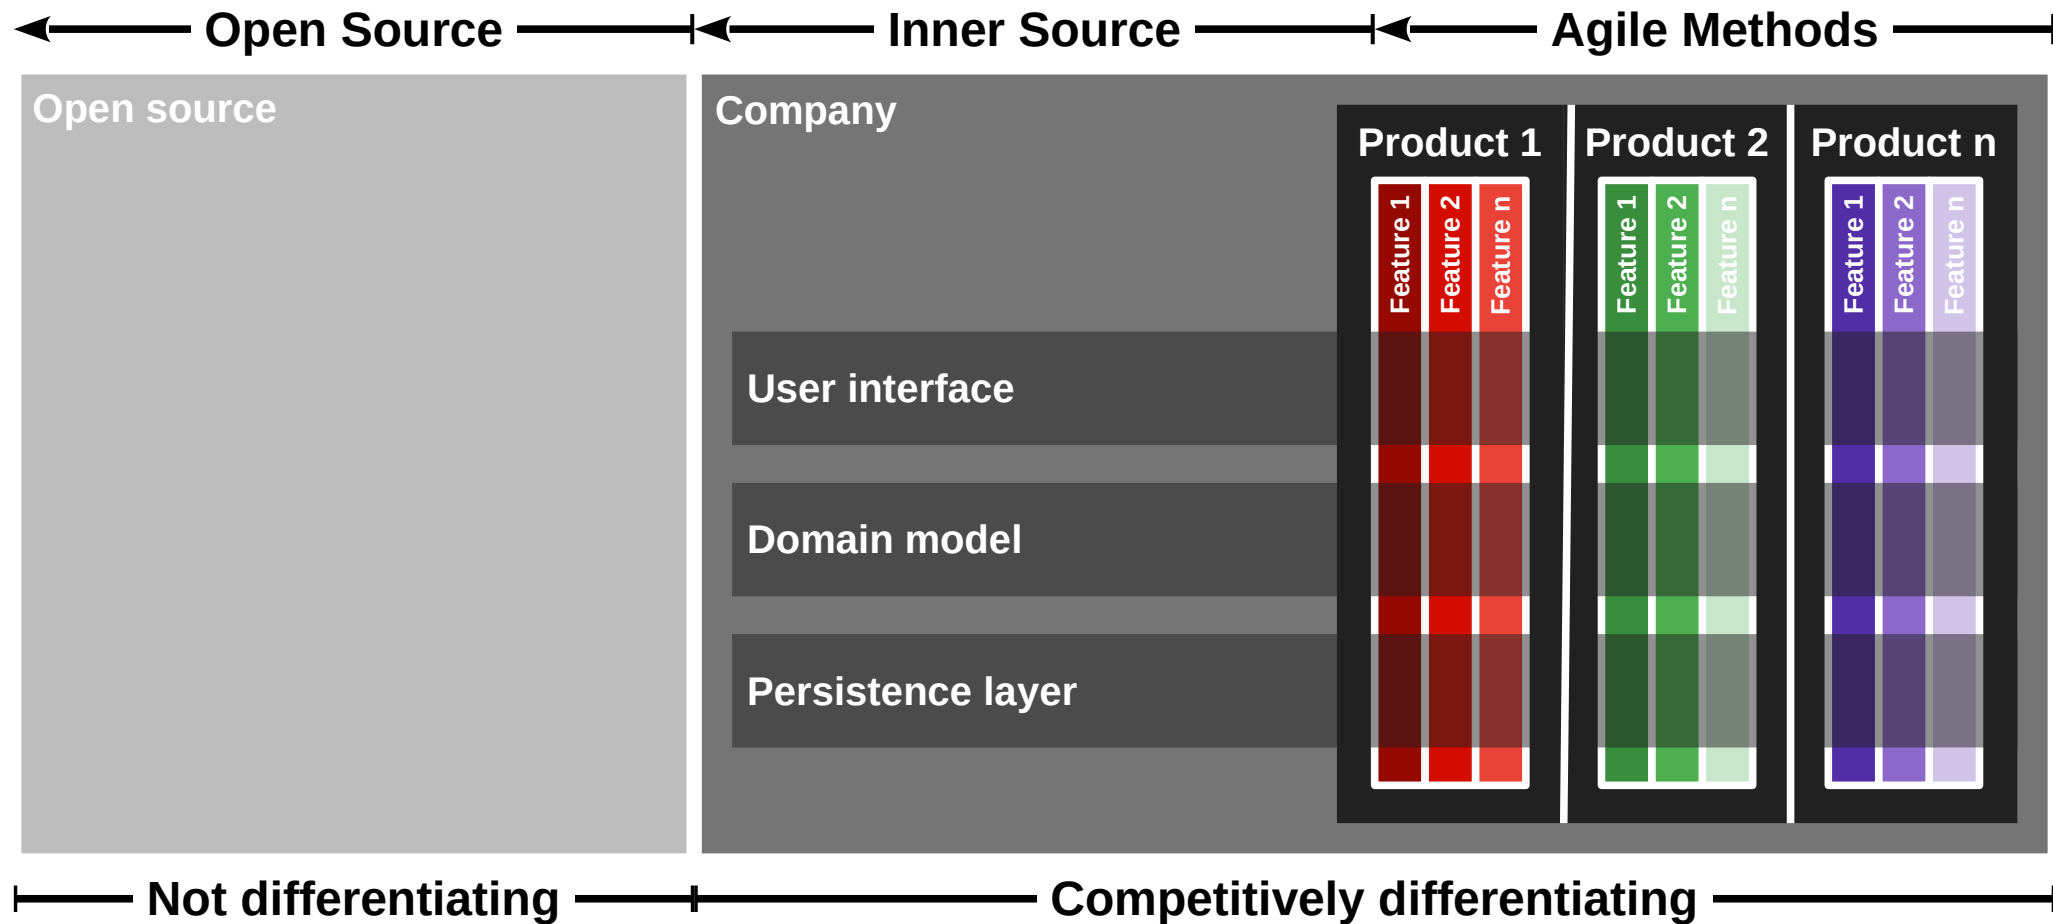 Open Source
Inner Source
Agile Methods
Open source
Company
Product 1
Product 2
Product n
Feature 1
Feature 2
Feature n
Feature 1
Feature 2
Feature n
Feature 1
Feature 2
Feature n
User interface
Domain model
Persistence layer
Not differentiating
Competitively differentiating